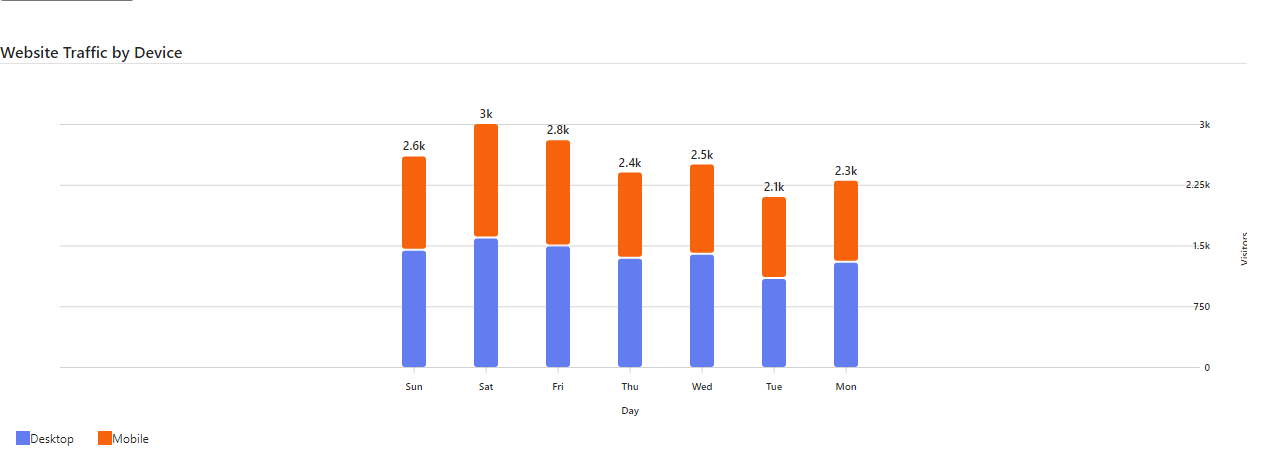 Website Traffic by Device
3k
2.8k
2.6k
2.5k
2.4k
2.3k
2.1k
3k
2.25k
1.5k
750
0
Visitors
Sun Sat Fri Thu Wed Tue Mon
Day
Desktop Mobile